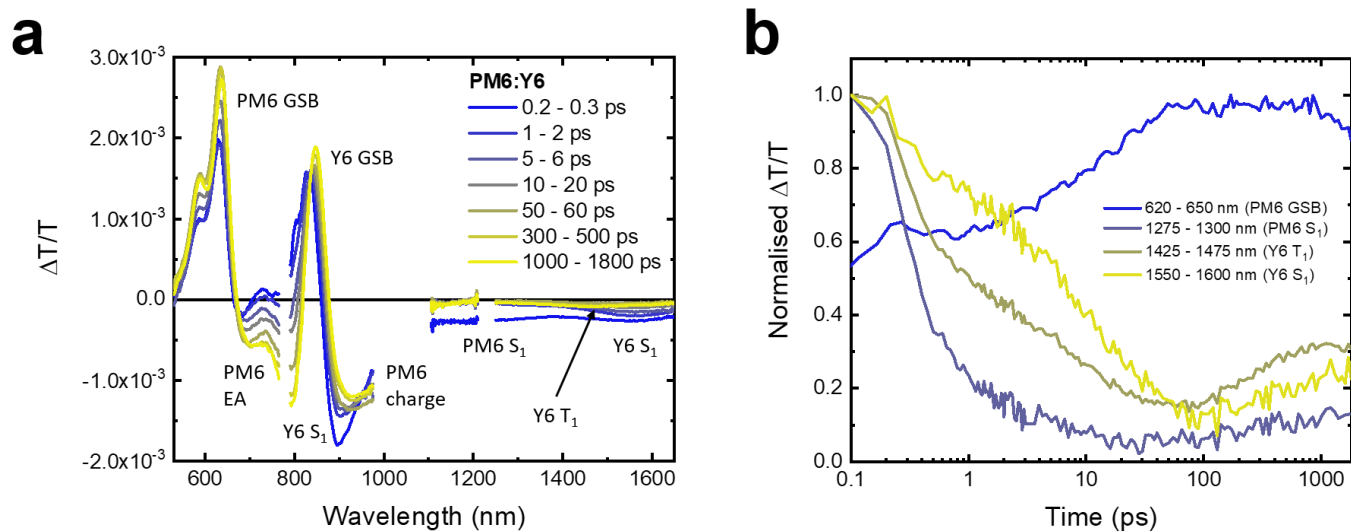 a
3.0x10⁻³
2.0x10⁻³
1.0x10⁻³
0.0
-1.0x10⁻³
-2.0x10⁻³
ΔT/T
600 800 1000 1200 1400 1600
Wavelength (nm)
PM6 GSB
Y6 GSB
PM6:Y6
0.2 - 0.3 ps
1 - 2 ps
5 - 6 ps
10 - 20 ps
50 - 60 ps
300 - 500 ps
1000 - 1800 ps
PM6
EA
Y6 S₁
PM6
charge
PM6 S₁
Y6 T₁
Y6 S₁
b
1.0
0.8
0.6
0.4
0.2
0.0
Normalised ΔT/T
0.1 1 10 100 1000
Time (ps)
620 - 650 nm (PM6 GSB)
1275 - 1300 nm (PM6 S₁)
1425 - 1475 nm (Y6 T₁)
1550 - 1600 nm (Y6 S₁)